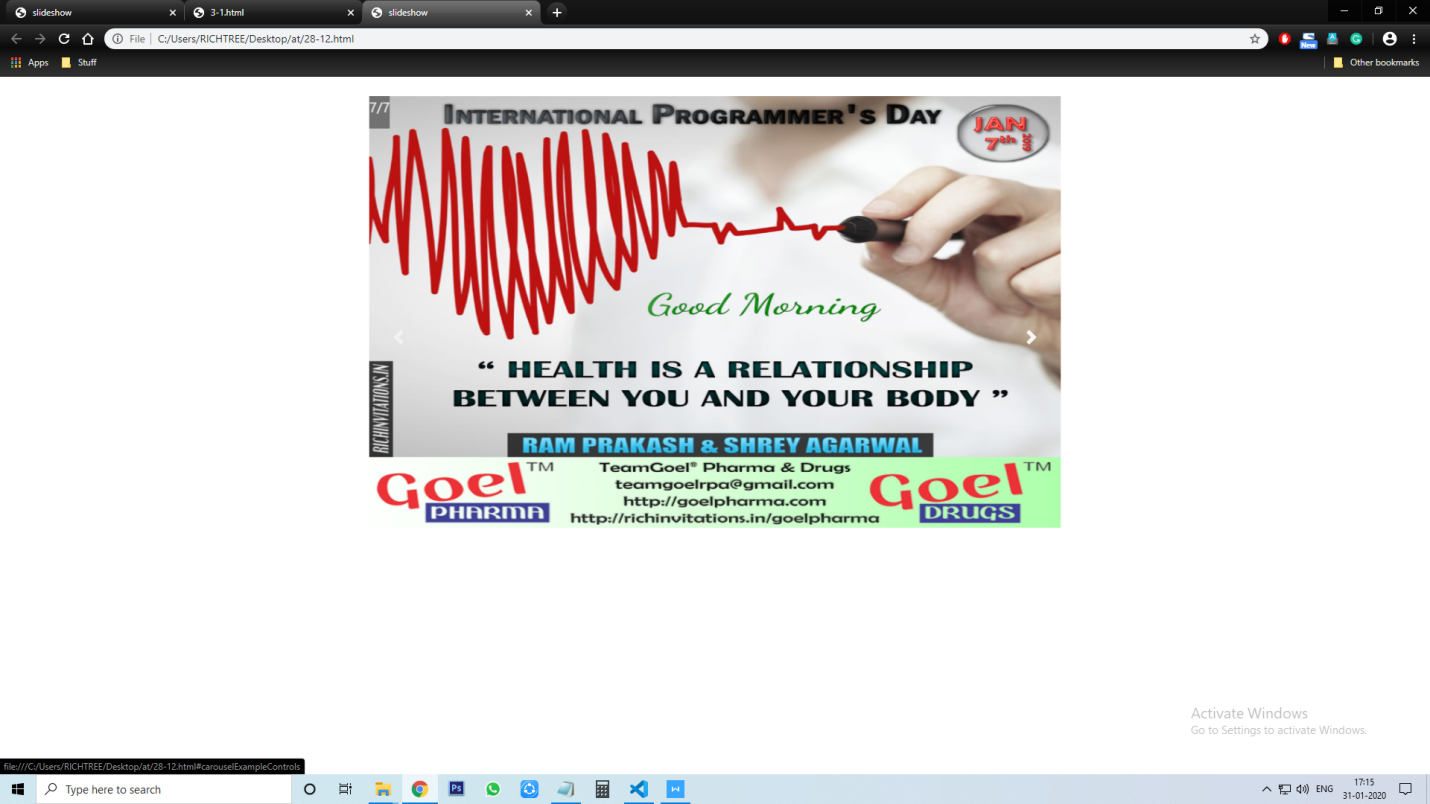 slideshow
3-1.html
slideshow
File
C:/Users/RICHTREE/Desktop/at/28-12.html
New
Apps
Stuff
Other bookmarks
7/7
International Programmer's Day
JAN
7th
2019
Good Morning
“ HEALTH IS A RELATIONSHIP
BETWEEN YOU AND YOUR BODY ”
RICHINVITATIONS.IN
RAM PRAKASH & SHREY AGARWAL
Goel™
PHARMA
TeamGoel® Pharma & Drugs
teamgoelrpa@gmail.com
http://goelpharma.com
http://richinvitations.in/goelpharma
Goel™
DRUGS
Activate Windows
Go to Settings to activate Windows.
file:///C:/Users/RICHTREE/Desktop/at/28-12.html#carouselExampleControls
Type here to search
Ps
W
ENG
17:15
31-01-2020